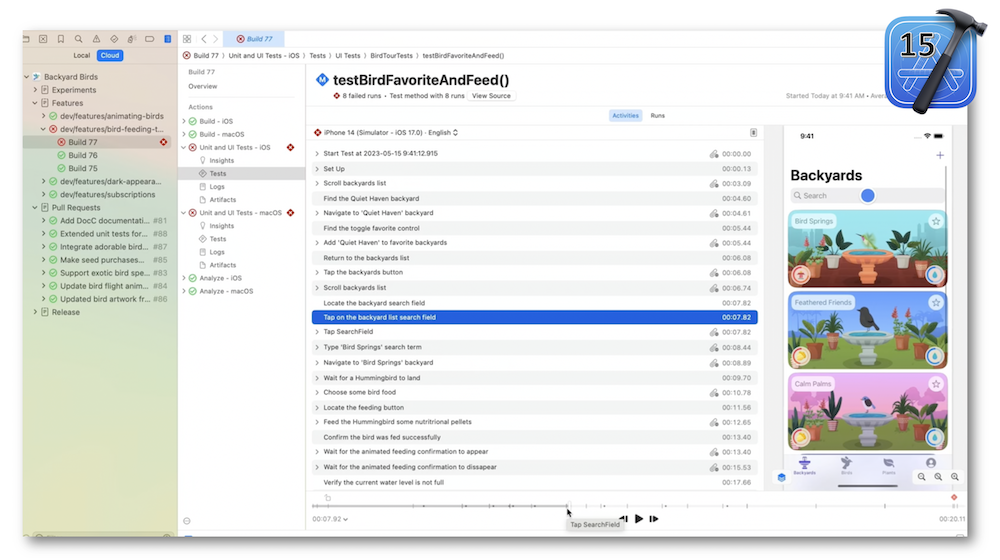 15
Build 77
Local Cloud
Build 77 〉 Unit and UI Tests - iOS 〉 Tests 〉 UI Tests 〉 BirdTourTests 〉 testBirdFavoriteAndFeed()
Backyard Birds
Experiments
Features
dev/features/animating-birds
dev/features/bird-feeding-t...
Build 77
Build 76
Build 75
dev/features/dark-appeara...
dev/features/subscriptions
Pull Requests
Add DocC documentati... #81
Extended unit tests for... #88
Integrate adorable bird... #87
Make seed purchases... #86
Support exotic bird spe... #83
Update bird flight anim... #84
Updated bird artwork fr... #86
Release
Build 77
Overview
Actions
Build - iOS
Build - macOS
Unit and UI Tests - iOS
Insights
Tests
Logs
Artifacts
Unit and UI Tests - macOS
Insights
Tests
Logs
Artifacts
Analyze - iOS
Analyze - macOS
testBirdFavoriteAndFeed()
8 failed runs • Test method with 8 runs View Source
Started Today at 9:41 AM •
Activities Runs
iPhone 14 (Simulator - iOS 17.0) · English
Start Test at 2023-05-15 9:41:12.915 00:00.00
Set Up 00:00.13
Scroll backyards list 00:03.09
Find the Quiet Haven backyard 00:04.60
Navigate to 'Quiet Haven' backyard 00:04.61
Find the toggle favorite control 00:05.44
Add 'Quiet Haven' to favorite backyards 00:05.44
Return to the backyards list 00:06.08
Tap the backyards button 00:06.08
Scroll backyards list 00:06.74
Locate the backyard search field 00:07.82
Tap on the backyard list search field 00:07.82
Tap SearchField 00:07.82
Type 'Bird Springs' search term 00:08.44
Navigate to 'Bird Springs' backyard 00:08.89
Wait for a Hummingbird to land 00:09.70
Choose some bird food 00:10.78
Locate the feeding button 00:11.56
Feed the Hummingbird some nutritrional pellets 00:12.65
Confirm the bird was fed successfully 00:13.40
Wait for the animated feeding confirmation to appear 00:13.40
Wait for the animated feeding confirmation to dissapear 00:15.53
Verify the current water level is not full 00:17.66
9:41
Backyards
Search
Bird Springs
Feathered Friends
Calm Palms
Backyards Birds Plants
00:07.92 00:20.11
Tap SearchField